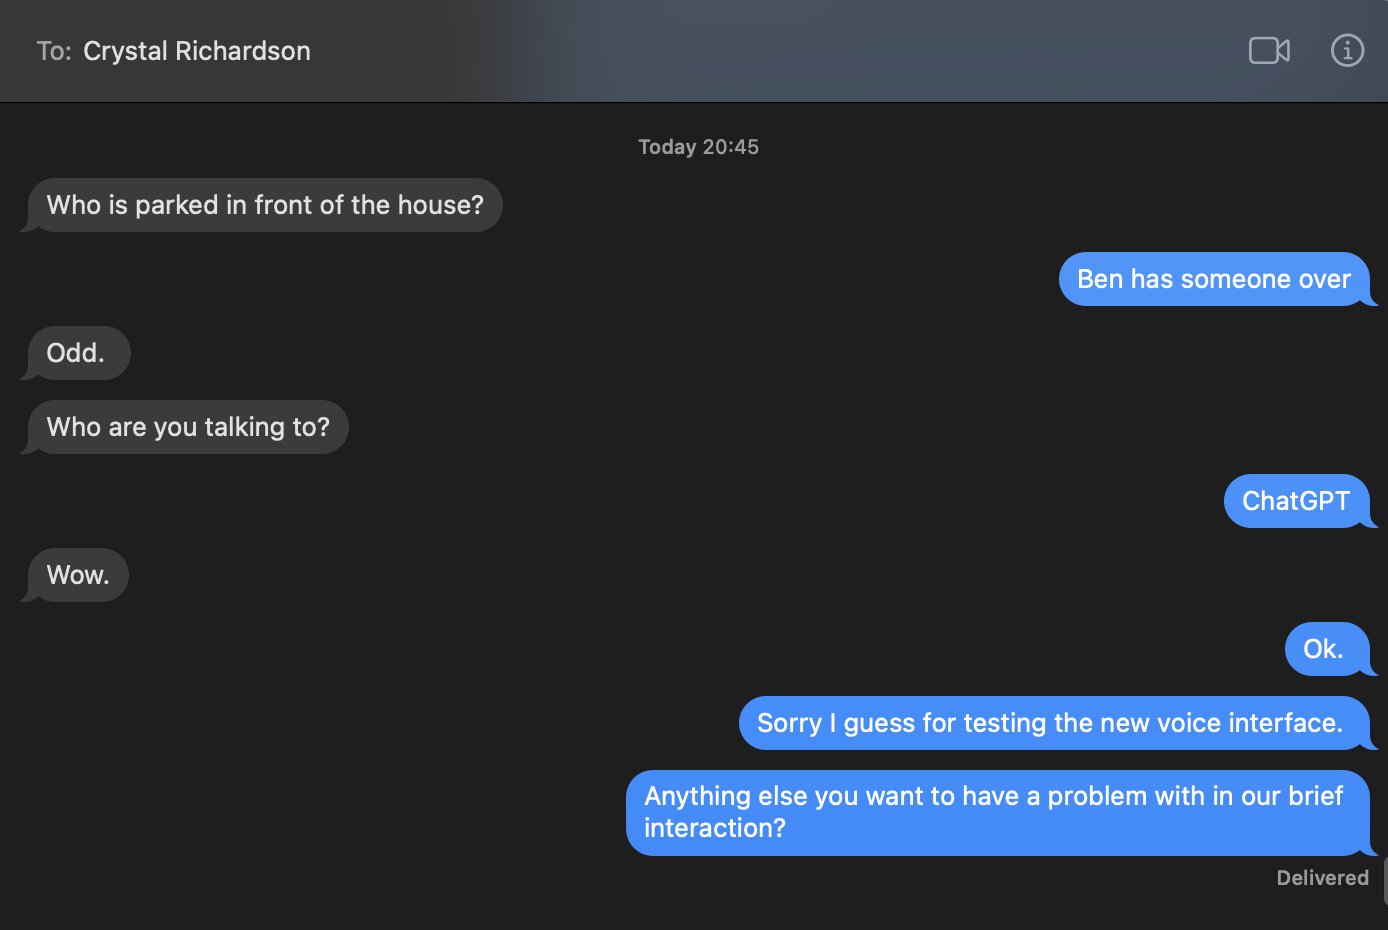 To: Crystal Richardson
Today 20:45
Who is parked in front of the house?
Ben has someone over
Odd.
Who are you talking to?
ChatGPT
Wow.
Ok.
Sorry I guess for testing the new voice interface.
Anything else you want to have a problem with in our brief
interaction?
Delivered